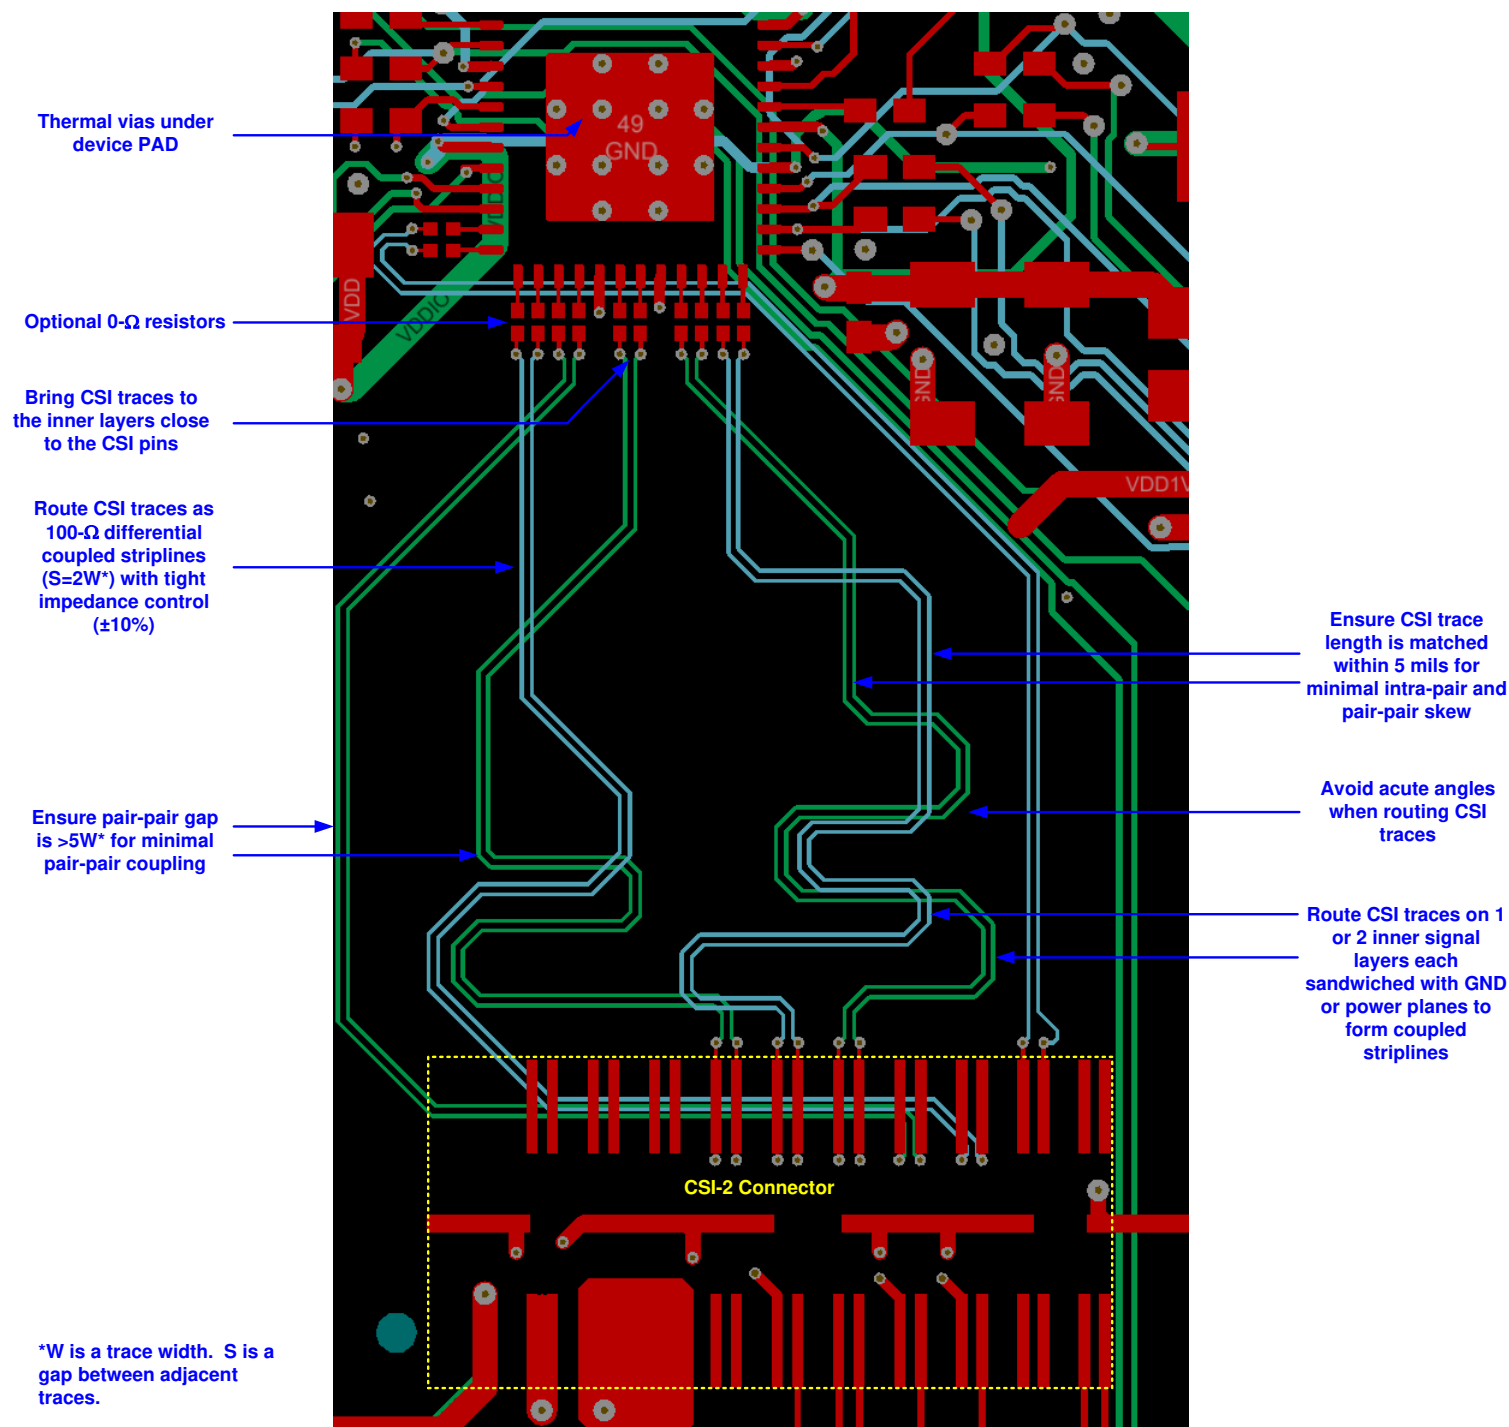 Thermal vias under
device PAD
Optional 0-Ω resistors
Bring CSI traces to
the inner layers close
to the CSI pins
Route CSI traces as
100-Ω differential
coupled striplines
(S=2W*) with tight
impedance control
(±10%)
Ensure pair-pair gap
is >5W* for minimal
pair-pair coupling
*W is a trace width.  S is a
gap between adjacent
traces.
49
GND
VDDIO
VDD
VDDIO
GND
GND
VDD1V
CSI-2 Connector
Ensure CSI trace
length is matched
within 5 mils for
minimal intra-pair and
pair-pair skew
Avoid acute angles
when routing CSI
traces
Route CSI traces on 1
or 2 inner signal
layers each
sandwiched with GND
or power planes to
form coupled
striplines